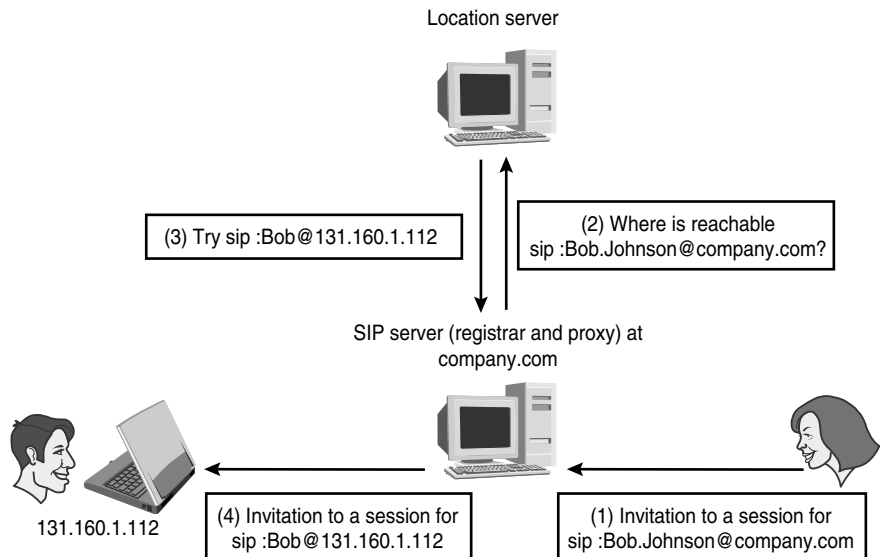 Location server
(3) Try sip :Bob@131.160.1.112
(2) Where is reachable
sip :Bob.Johnson@company.com?
SIP server (registrar and proxy) at
company.com
131.160.1.112
(4) Invitation to a session for
sip :Bob@131.160.1.112
(1) Invitation to a session for
sip :Bob.Johnson@company.com